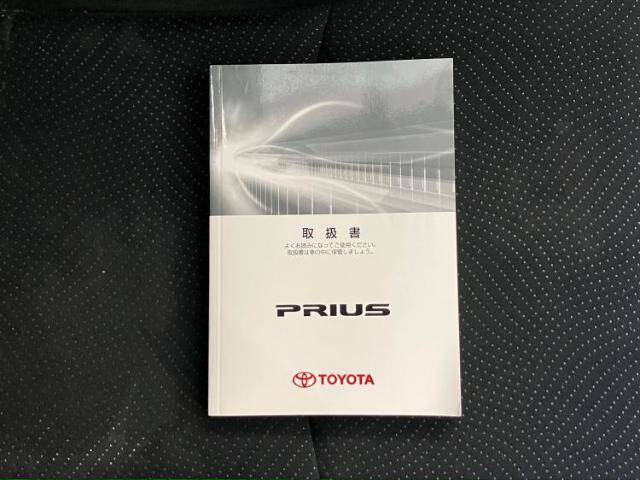 取扱書
よくお読みになってご使用ください。
取扱書は車の中に保管しましょう。
PRIUS
TOYOTA